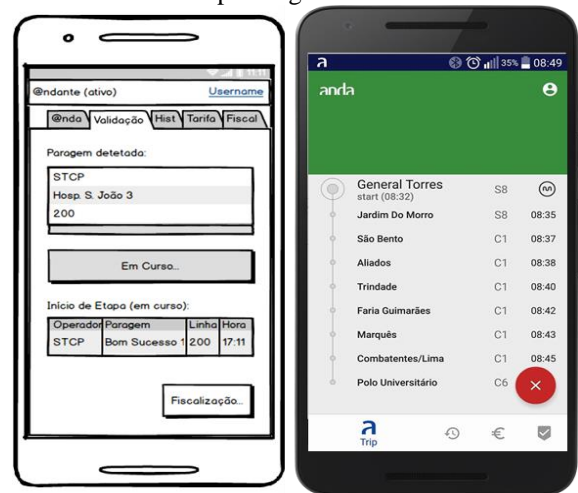 11:11
@ndante (ativo) Username
@nda Validação Hist Tarifa Fiscal
Paragem detetada:
STCP
Hosp. S. João 3
200
Em Curso...
Início de Etapa (em curso):
Operador Paragem Linha Hora
STCP Bom Sucesso 1 200 17:11
Fiscalização...
35% 08:49
anda
General Torres S8
start (08:32)
Jardim Do Morro S8 08:35
São Bento C1 08:37
Aliados C1 08:38
Trindade C1 08:40
Faria Guimarães C1 08:42
Marquês C1 08:43
Combatentes/Lima C1 08:45
Polo Universitário C6
a
Trip €